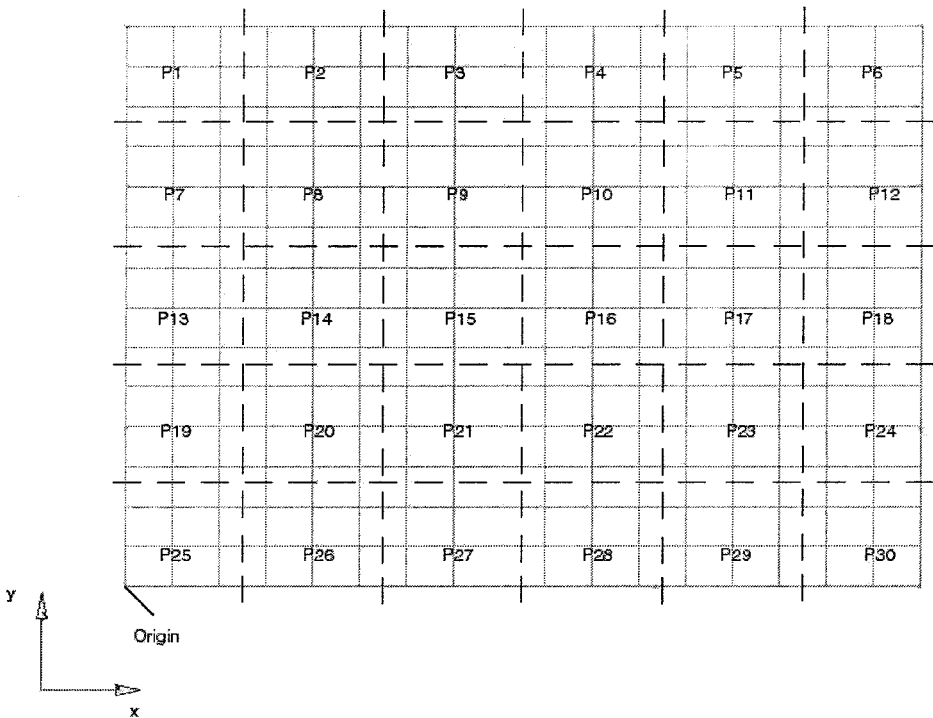 P1 P2 P3 P4 P5 P6
P7 P8 P9 P10 P11 P12
P13 P14 P15 P16 P17 P18
P19 P20 P21 P22 P23 P24
P25 P26 P27 P28 P29 P30
y
Origin
x